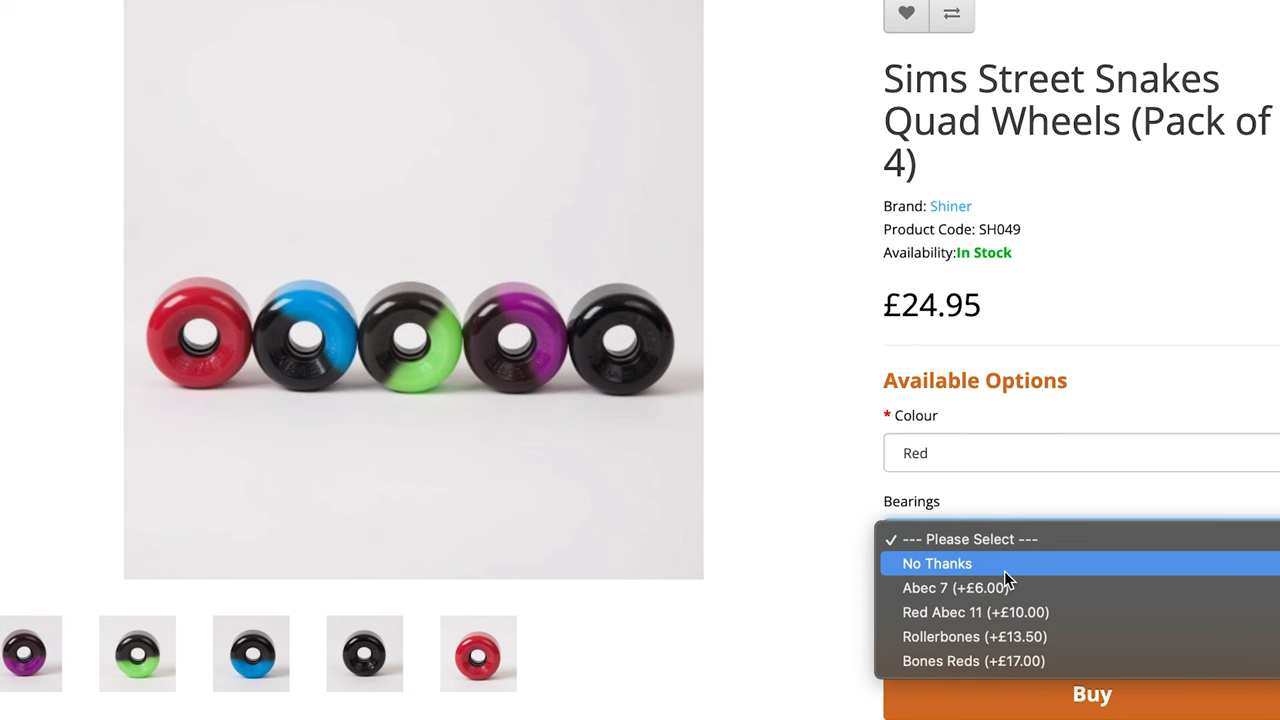 Sims Street Snakes
Quad Wheels (Pack of
4)
Brand: Shiner
Product Code: SH049
Availability:In Stock
£24.95
Available Options
* Colour
Red
Bearings
✓ --- Please Select ---
No Thanks
Abec 7 (+£6.00)
Red Abec 11 (+£10.00)
Rollerbones (+£13.50)
Bones Reds (+£17.00)
Buy